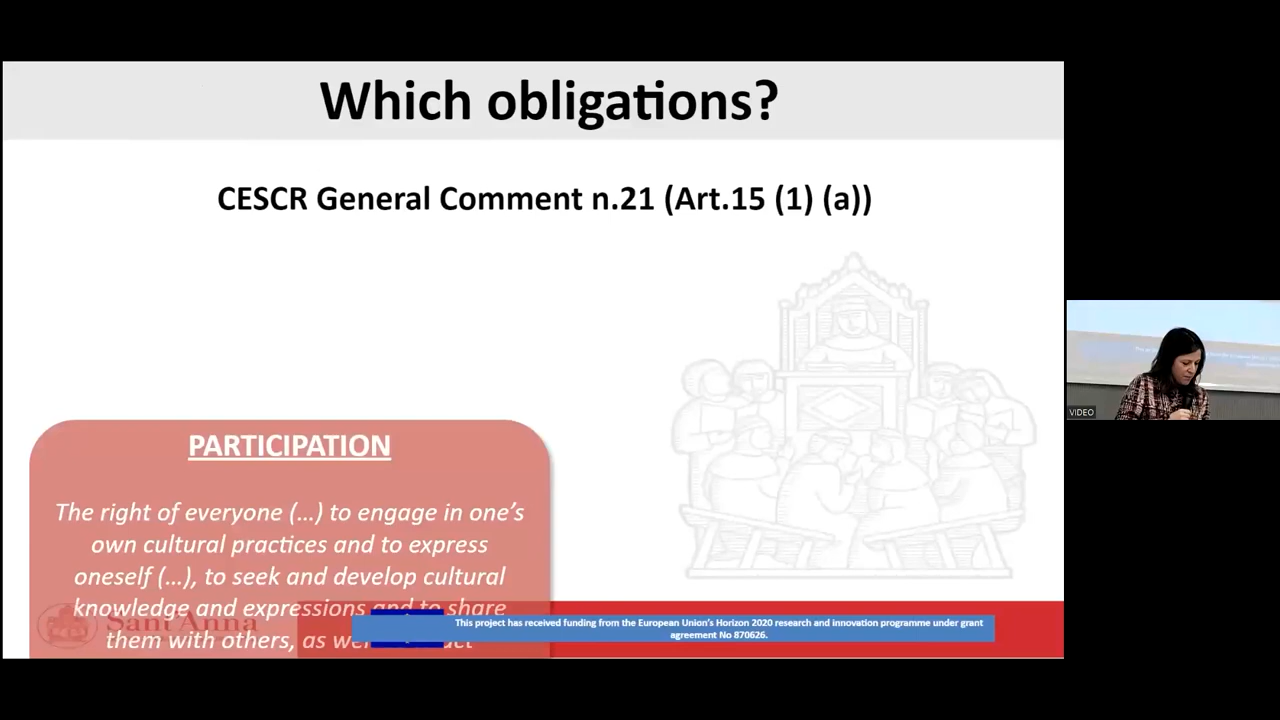 Which obligations?
CESCR General Comment n.21 (Art.15 (1) (a))
PARTICIPATION
The right of everyone (...) to engage in one's
own cultural practices and to express
oneself (...), to seek and develop cultural
knowledge and expressions and to share
them with others, as well
Sant'Anna
This project has received funding from the European Union's Horizon 2020 research and innovation programme under grant
agreement No 870626.
VIDEO